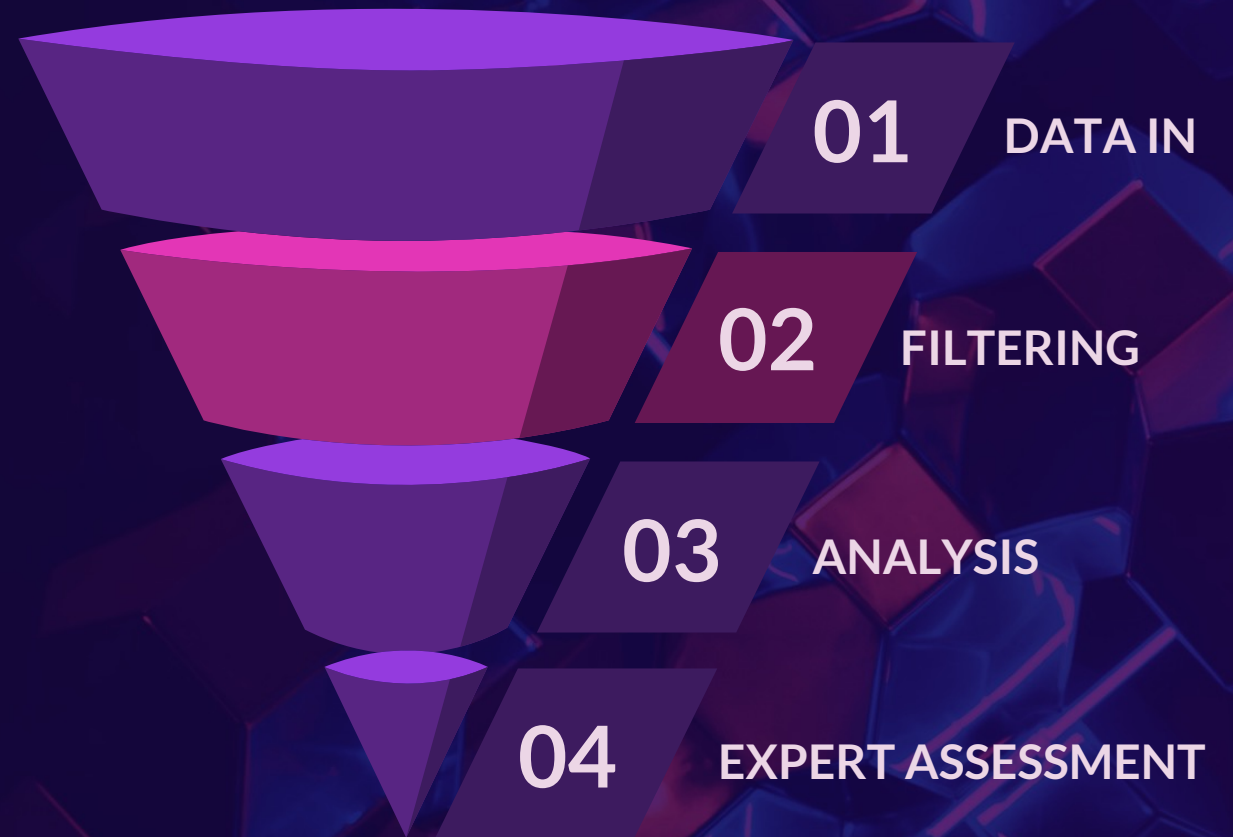 01
DATA IN
02
FILTERING
03
ANALYSIS
04
EXPERT ASSESSMENT